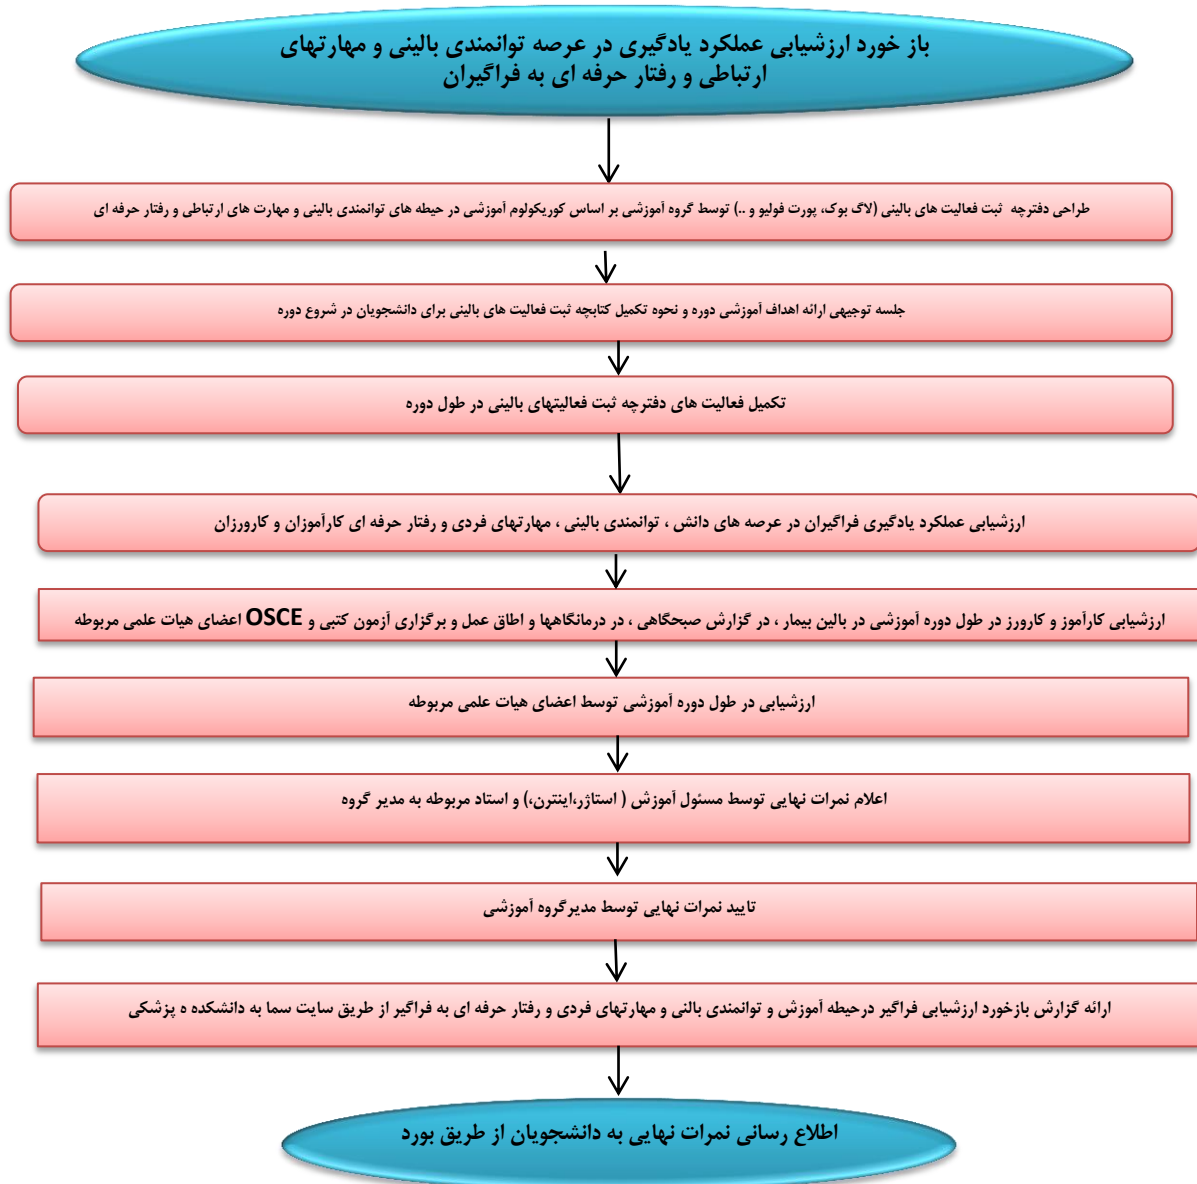 باز خورد ارزشیابی عملکرد یادگیری در عرصه توانمندی بالینی و مهارتهای
ارتباطی و رفتار حرفه ای به فراگیران
طراحی دفترچه ثبت فعالیت های بالینی (لاگ بوک، پورت فولیو و ..) توسط گروه آموزشی بر اساس کوریکولوم آموزشی در حیطه های توانمندی بالینی و مهارت های ارتباطی و رفتار حرفه ای
جلسه توجیهی ارائه اهداف آموزشی دوره و نحوه تکمیل کتابچه ثبت فعالیت های بالینی برای دانشجویان در شروع دوره
تکمیل فعالیت های دفترچه ثبت فعالیتهای بالینی در طول دوره
ارزشیابی عملکرد یادگیری فراگیران در عرصه های دانش ، توانمندی بالینی ، مهارتهای فردی و رفتار حرفه ای کارآموزان و کارورزان
ارزشیابی کارآموز و کارورز در طول دوره آموزشی در بالین بیمار ، در گزارش صبحگاهی ، در درمانگاهها و اطاق عمل و برگزاری آزمون کتبی و OSCE اعضای هیات علمی مربوطه
ارزشیابی در طول دوره آموزشی توسط اعضای هیات علمی مربوطه
اعلام نمرات نهایی توسط مسئول آموزش ( استاژر،اینترن،) و استاد مربوطه به مدیر گروه
تایید نمرات نهایی توسط مدیرگروه آموزشی
ارائه گزارش بازخورد ارزشیابی فراگیر درحیطه آموزش و توانمندی بالنی و مهارتهای فردی و رفتار حرفه ای به فراگیر از طریق سایت سما به دانشکده ه پزشکی
اطلاع رسانی نمرات نهایی به دانشجویان از طریق بورد